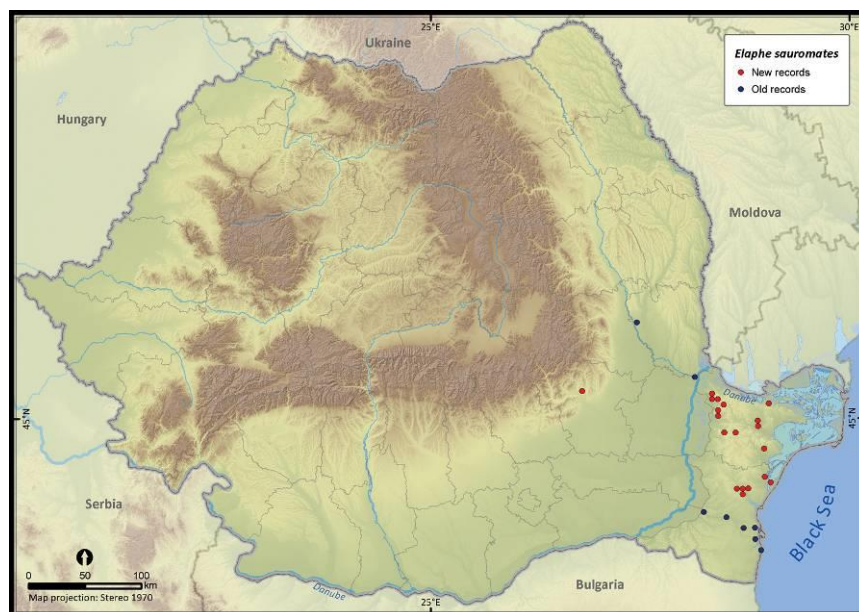 25°E
30°E
Ukraine
Elaphe sauromates
New records
Old records
Hungary
Moldova
Danube
45°N
45°N
Serbia
Black Sea
0 50 100
km
Map projection: Stereo 1970
Danube
Bulgaria
25°E